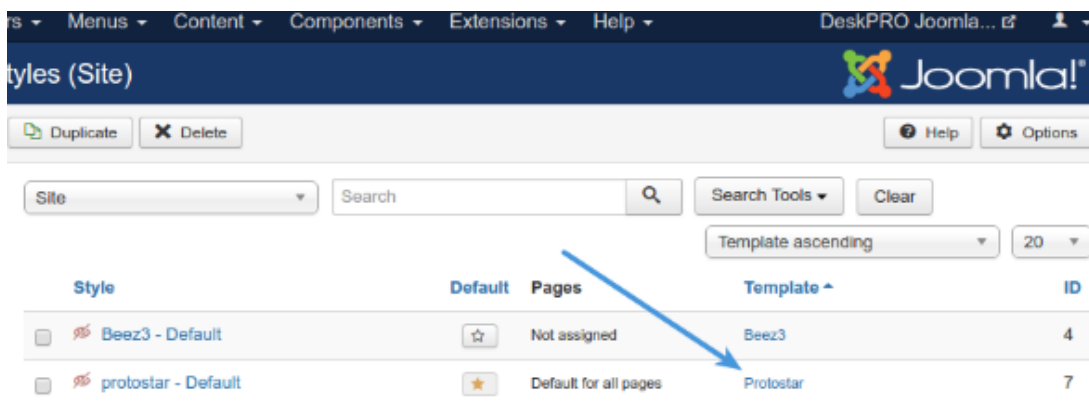 rs Menus Content Components Extensions Help DeskPRO Joomla...
tyles (Site) Joomla!®
Duplicate Delete Help Options
Site Search Search Tools Clear
Template ascending 20
Style Default Pages Template ID
Beez3 - Default Not assigned Beez3 4
protostar - Default Default for all pages Protostar 7